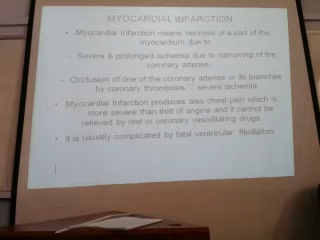 MYOCARDIAL INFARCTION
• Myocardial Infarction means necrosis of a part of the
myocardium due to
– Severe & prolonged ischemia due to narrowing of the
coronary arteries.
– Occlusion of one of the coronary arteries or its branches
by coronary thrombosis severe ischemia
• Myocardial Infarction produces also chest pain which is
more severe than that of angina and it cannot be
relieved by rest or coronary vasodilating drugs
• It is usually complicated by fatal ventricular fibrillation